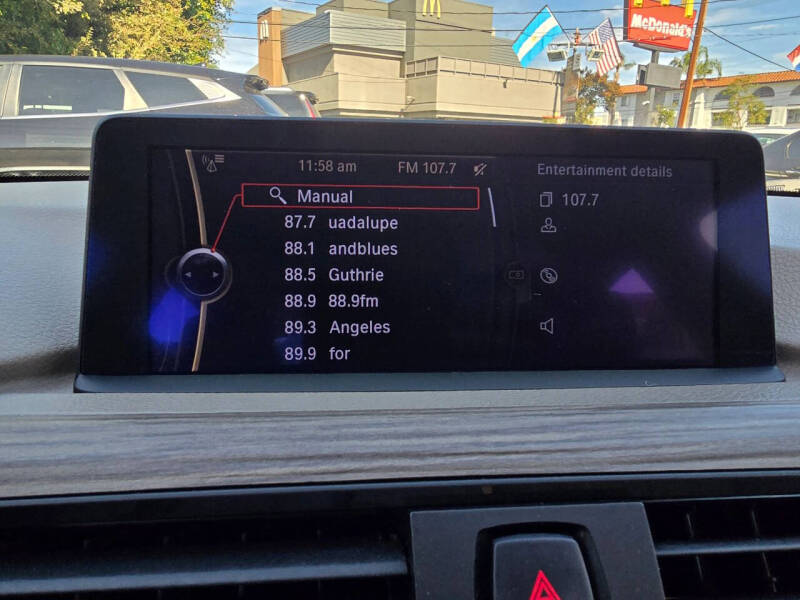 McDonald's
11:58 am FM 107.7
Entertainment details
Manual
107.7
87.7 uadalupe
88.1 andblues
88.5 Guthrie
88.9 88.9fm
89.3 Angeles
89.9 for